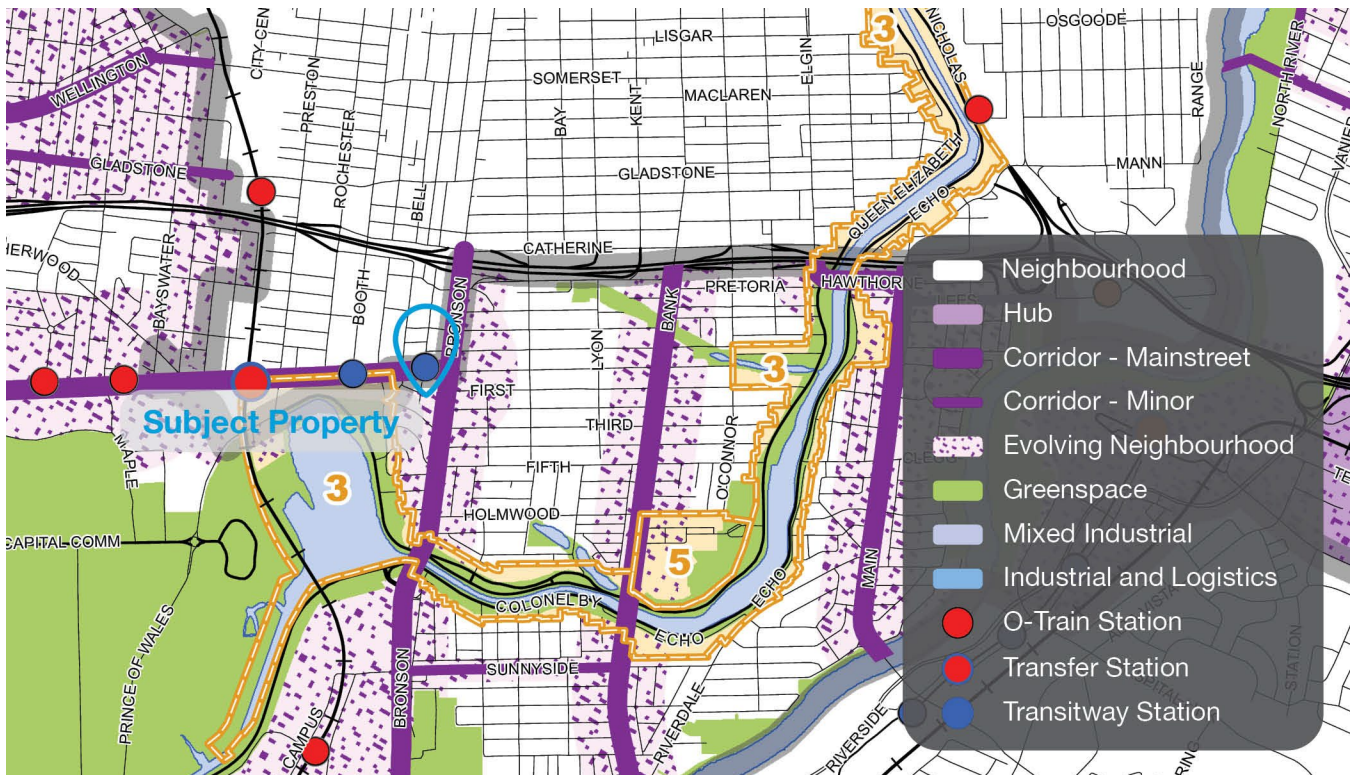 NICHOLAS
OSGOODE
3
CITY CEN
LISGAR
ELGIN
WELLINGTON
PRESTON
SOMERSET
BAY
KENT
MACLAREN
RANGE
NORTH RIVER
VANIER
GLADSTONE
ROCHESTER
BELL
GLADSTONE
MANN
QUEEN ELIZABETH
ECHO
HERWOOD
BAYSWATER
BOOTH
CATHERINE
BRONSON
BANK
PRETORIA
HAWTHORNE
LEES
LYON
3
FIRST
Subject Property
THIRD
O'CONNOR
MAPLE
FIFTH
CLEGG
3
HOLMWOOD
5
CAPITAL COMM
MAIN
ECHO
COLONEL BY
ECHO
PRINCE OF WALES
SUNNYSIDE
BRONSON
CAMPUS
RIVERDALE
RIVERSIDE
STATION
Neighbourhood
Hub
Corridor - Mainstreet
Corridor - Minor
Evolving Neighbourhood
Greenspace
Mixed Industrial
Industrial and Logistics
O-Train Station
Transfer Station
Transitway Station